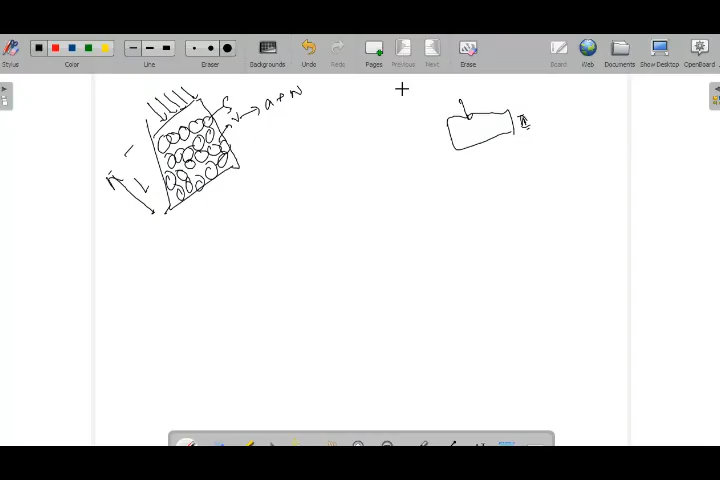 Stylus
Color
Line
Eraser
Backgrounds
Undo
Redo
Pages
Previous
Next
Erase
Board
Web
Documents
Show Desktop
OpenBoard
S
V → a + N